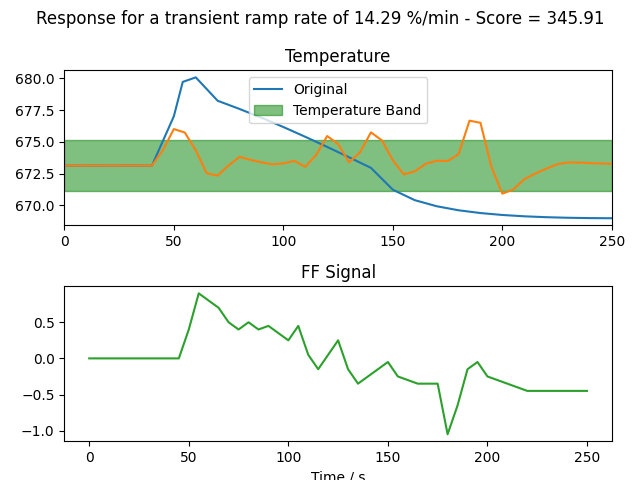 Response for a transient ramp rate of 14.29 %/min - Score = 345.91
Temperature
680.0
677.5
675.0
672.5
670.0
Original
Temperature Band
0 50 100 150 200 250
FF Signal
0.5
0.0
−0.5
−1.0
0 50 100 150 200 250
Time / s